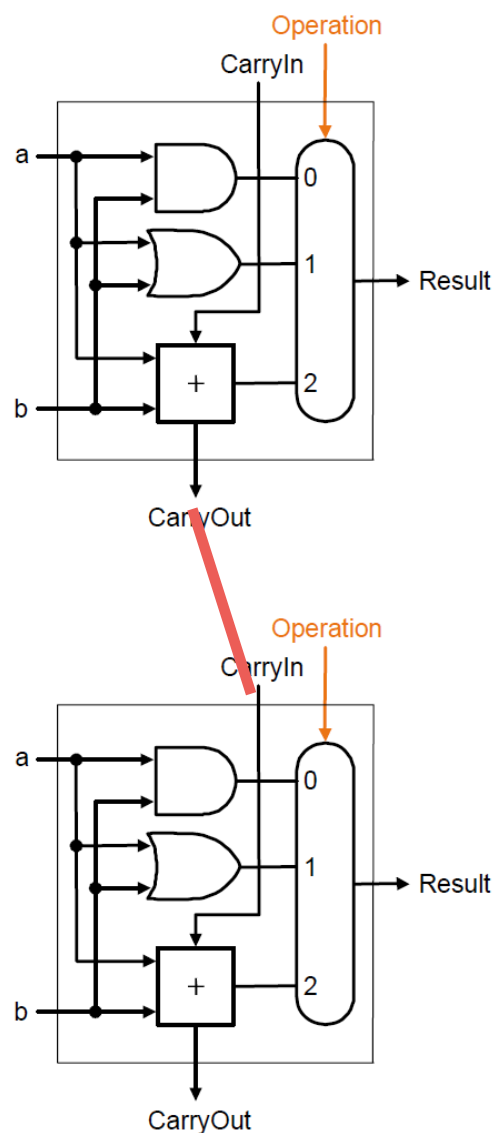 Operation
CarryIn
a
0
1
Result
2
+
b
CarryOut
Operation
CarryIn
a
0
1
Result
2
+
b
CarryOut